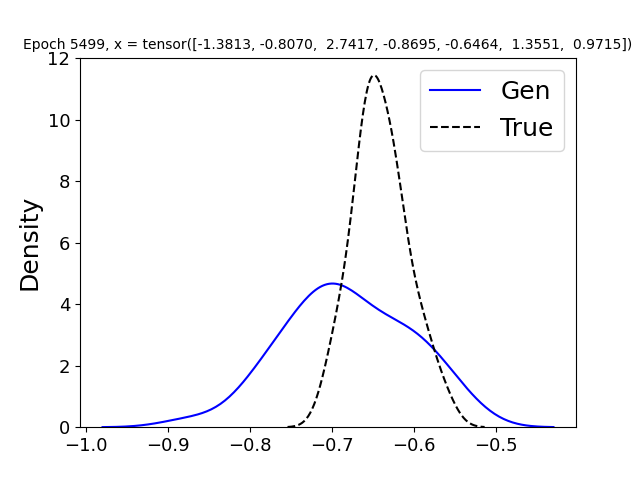 Epoch 5499, x = tensor([-1.3813, -0.8070,  2.7417, -0.8695, -0.6464,  1.3551,  0.9715])
12
Gen
True
10
8
6
4
2
0
Density
−1.0 −0.9 −0.8 −0.7 −0.6 −0.5